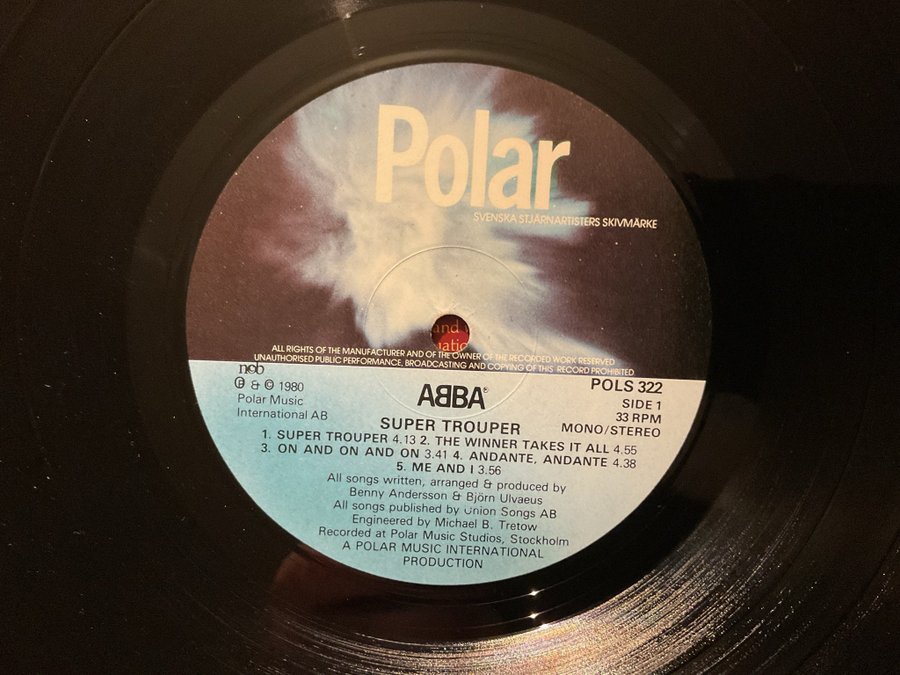 Polar
SVENSKA STJÄRNARTISTERS SKIVMÄRKE
and
ALL RIGHTS OF THE MANUFACTURER AND OF THE OWNER OF THE RECORDED WORK RESERVED
UNAUTHORISED PUBLIC PERFORMANCE, BROADCASTING AND COPYING OF THIS RECORD PROHIBITED
ncb
Ⓟ & © 1980
Polar Music
International AB
ABBA®
POLS 322
SIDE 1
33 RPM
MONO/STEREO
SUPER TROUPER
1. SUPER TROUPER 4.13 2. THE WINNER TAKES IT ALL 4.55
3. ON AND ON AND ON 3.41 4. ANDANTE, ANDANTE 4.38
5. ME AND I 3.56
All songs written, arranged & produced by
Benny Andersson & Björn Ulvaeus
All songs published by Union Songs AB
Engineered by Michael B. Tretow
Recorded at Polar Music Studios, Stockholm
A POLAR MUSIC INTERNATIONAL
PRODUCTION